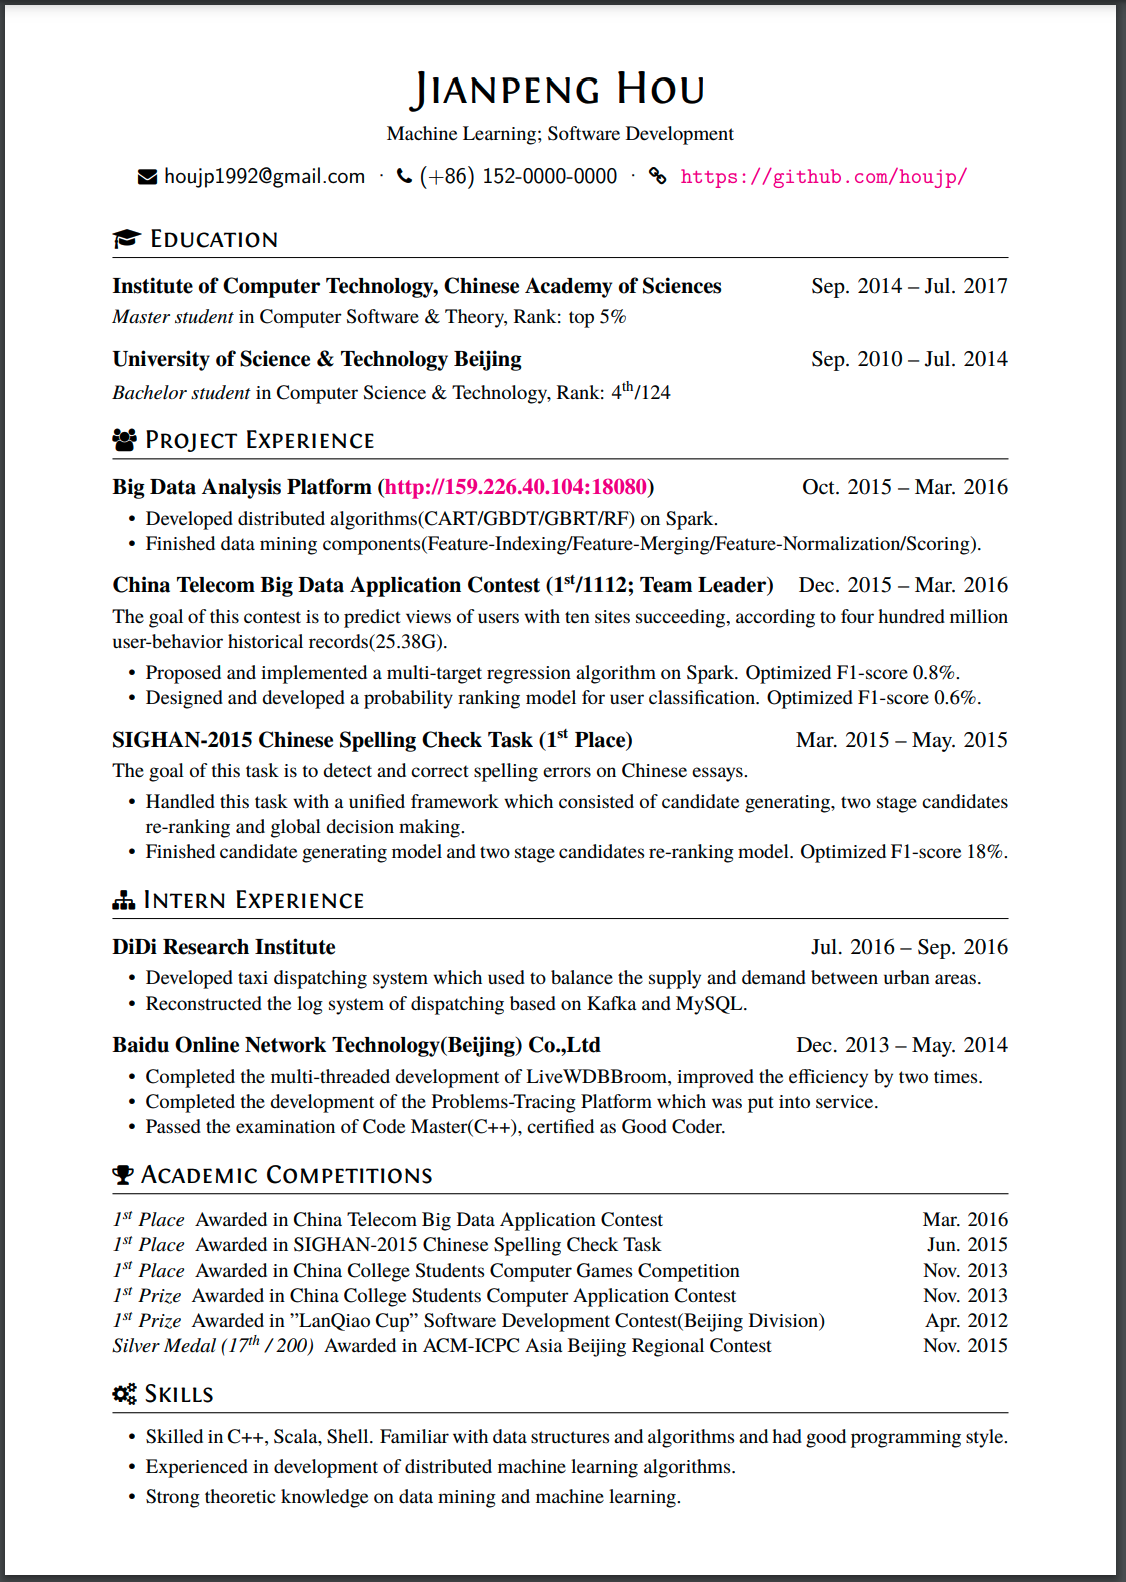 Jianpeng Hou
Machine Learning; Software Development
houjp1992@gmail.com · (+86) 152-0000-0000 · https://github.com/houjp/
Education
Institute of Computer Technology, Chinese Academy of Sciences Sep. 2014 – Jul. 2017
Master student in Computer Software & Theory, Rank: top 5%
University of Science & Technology Beijing Sep. 2010 – Jul. 2014
Bachelor student in Computer Science & Technology, Rank: 4th/124
Project Experience
Big Data Analysis Platform (http://159.226.40.104:18080) Oct. 2015 – Mar. 2016
• Developed distributed algorithms(CART/GBDT/GBRT/RF) on Spark.
• Finished data mining components(Feature-Indexing/Feature-Merging/Feature-Normalization/Scoring).
China Telecom Big Data Application Contest (1st/1112; Team Leader) Dec. 2015 – Mar. 2016
The goal of this contest is to predict views of users with ten sites succeeding, according to four hundred million
user-behavior historical records(25.38G).
• Proposed and implemented a multi-target regression algorithm on Spark. Optimized F1-score 0.8%.
• Designed and developed a probability ranking model for user classification. Optimized F1-score 0.6%.
SIGHAN-2015 Chinese Spelling Check Task (1st Place) Mar. 2015 – May. 2015
The goal of this task is to detect and correct spelling errors on Chinese essays.
• Handled this task with a unified framework which consisted of candidate generating, two stage candidates
re-ranking and global decision making.
• Finished candidate generating model and two stage candidates re-ranking model. Optimized F1-score 18%.
Intern Experience
DiDi Research Institute Jul. 2016 – Sep. 2016
• Developed taxi dispatching system which used to balance the supply and demand between urban areas.
• Reconstructed the log system of dispatching based on Kafka and MySQL.
Baidu Online Network Technology(Beijing) Co.,Ltd Dec. 2013 – May. 2014
• Completed the multi-threaded development of LiveWDBBroom, improved the efficiency by two times.
• Completed the development of the Problems-Tracing Platform which was put into service.
• Passed the examination of Code Master(C++), certified as Good Coder.
Academic Competitions
1st Place Awarded in China Telecom Big Data Application Contest Mar. 2016
1st Place Awarded in SIGHAN-2015 Chinese Spelling Check Task Jun. 2015
1st Place Awarded in China College Students Computer Games Competition Nov. 2013
1st Prize Awarded in China College Students Computer Application Contest Nov. 2013
1st Prize Awarded in ”LanQiao Cup” Software Development Contest(Beijing Division) Apr. 2012
Silver Medal (17th / 200) Awarded in ACM-ICPC Asia Beijing Regional Contest Nov. 2015
Skills
• Skilled in C++, Scala, Shell. Familiar with data structures and algorithms and had good programming style.
• Experienced in development of distributed machine learning algorithms.
• Strong theoretic knowledge on data mining and machine learning.